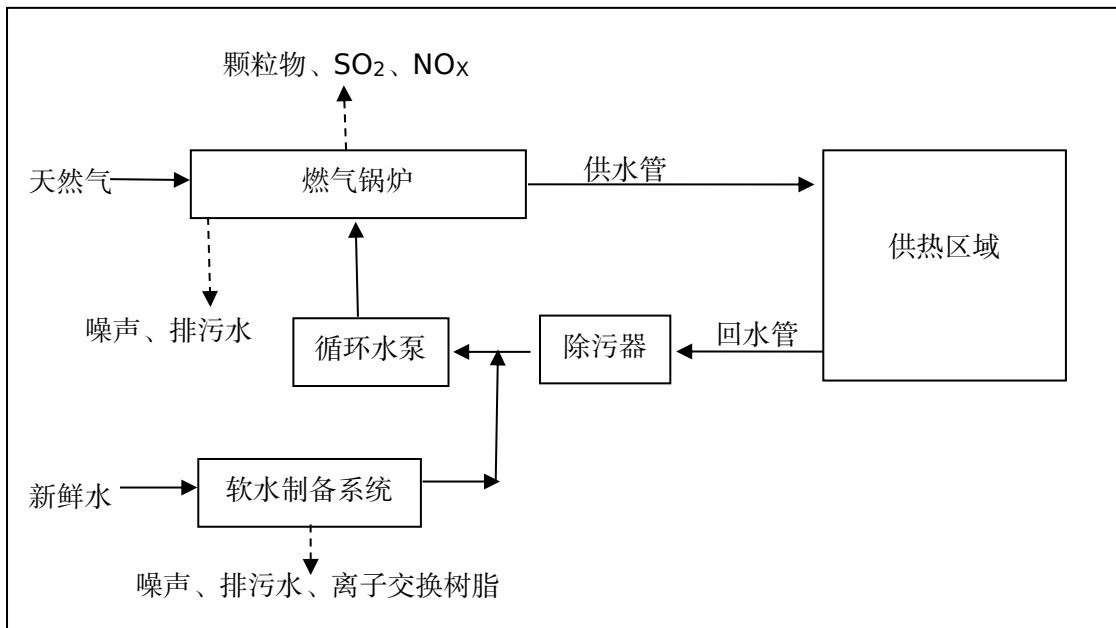 颗粒物、SO₂、NOX
天然气
燃气锅炉
供水管
供热区域
噪声、排污水
循环水泵
除污器
回水管
新鲜水
软水制备系统
噪声、排污水、离子交换树脂